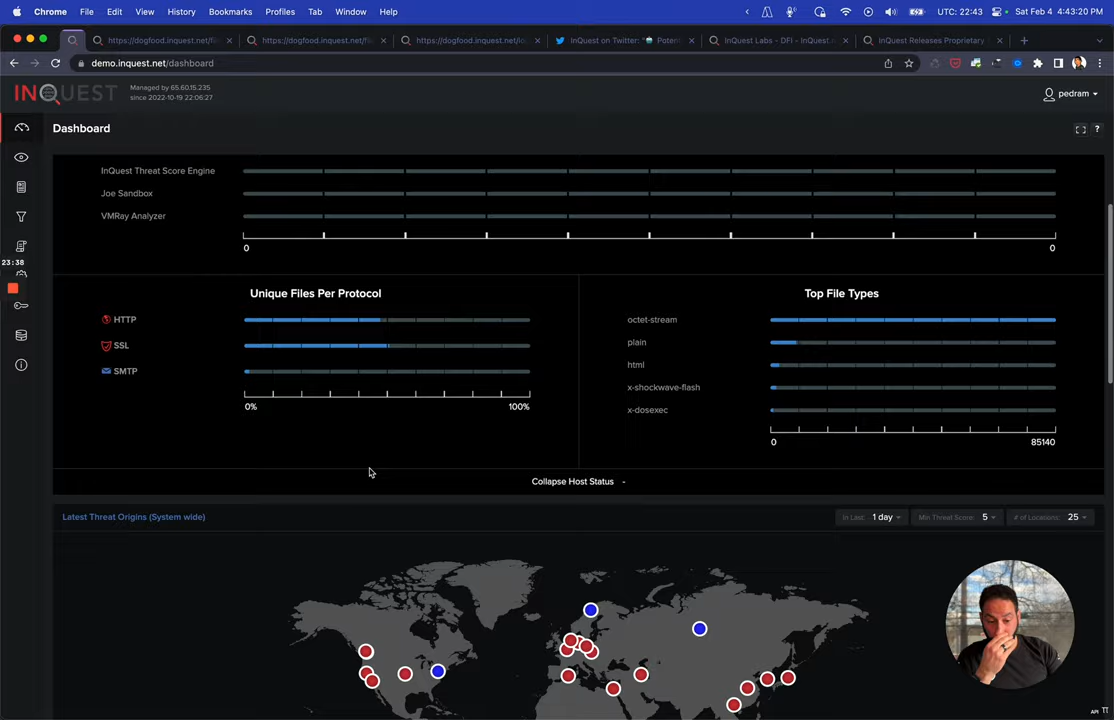 Chrome File Edit View History Bookmarks Profiles Tab Window Help UTC: 22:43 Sat Feb 4 4:43:20 PM
https://dogfood.inquest.net/fil https://dogfood.inquest.net/fil https://dogfood.inquest.net/io InQuest on Twitter: " Potent InQuest Labs - DFI - InQuest.n InQuest Releases Proprietary
demo.inquest.net/dashboard
INQUEST
Managed by 65.60.15.235
since 2022-10-19 22:06:27
pedram
Dashboard
?
InQuest Threat Score Engine
Joe Sandbox
VMRay Analyzer
0 0
23:38
Unique Files Per Protocol
HTTP
SSL
SMTP
0% 100%
Top File Types
octet-stream
plain
html
x-shockwave-flash
x-dosexec
0 85140
Collapse Host Status -
Latest Threat Origins (System wide)
In Last: 1 day Min Threat Score: 5 # of Locations: 25
API